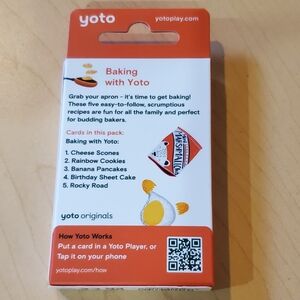 yoto
yotoplay.com
Baking
with Yoto
Grab your apron – it's time to get baking!
These five easy-to-follow, scrumptious
recipes are fun for all the family and perfect
for budding bakers.
Cards in this pack:
Baking with Yoto:
1. Cheese Scones
2. Rainbow Cookies
3. Banana Pancakes
4. Birthday Sheet Cake
5. Rocky Road
MARSHMALLOWS
yoto originals
How Yoto Works
Put a card in a Yoto Player, or
Tap it on your phone
yotoplay.com/how